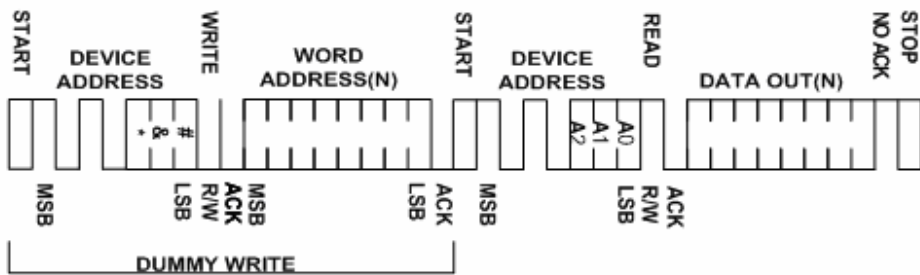 START
DEVICE
ADDRESS
WRITE
WORD
ADDRESS(N)
START
DEVICE
ADDRESS
READ
DATA OUT(N)
NO ACK
STOP
* & #
A2 A1 A0
MSB
LSB
R/W
ACK
MSB
LSB
ACK
MSB
LSB
R/W
ACK
DUMMY WRITE